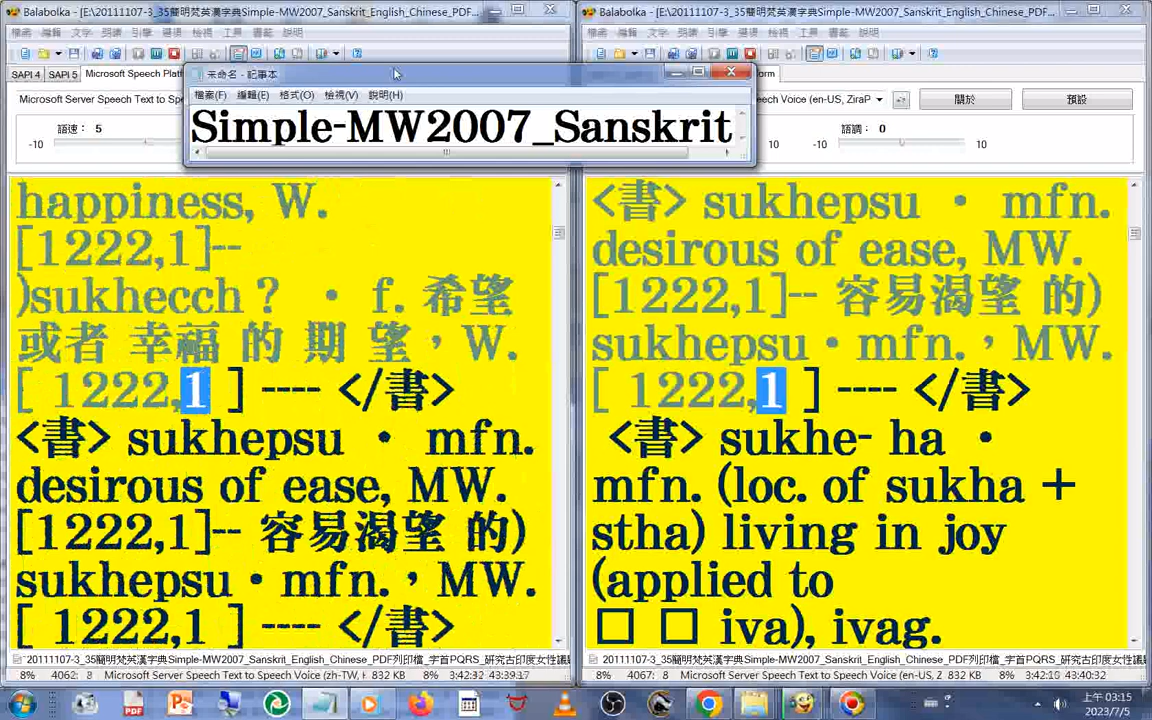 Balabolka - [E:\20111107-3_35簡明梵英漢字典Simple-MW2007_Sanskrit_English_Chinese_PDF...
Balabolka - [E:\20111107-3_35簡明梵英漢字典Simple-MW2007_Sanskrit_English_Chinese_PDF...
SAPI 4
SAPI 5
Microsoft Speech Platf
orm
未命名 - 記事本
Microsoft Server Speech Text to Sp
檔案(F) 編輯(E) 格式(O) 檢視(V) 說明(H)
eech Voice (en-US, ZiraP
關於
預設
Simple-MW2007_Sanskrit
語速： 5
-10
10
語調： 0
-10
10
happiness, W.
[1222,1]--
)sukhecch？ • f. 希望
或者 幸福 的 期 望，W.
[ 1222,1 ] ---- </書>
<書> sukhepsu • mfn.
desirous of ease, MW.
[1222,1]-- 容易渴望 的)
sukhepsu•mfn.，MW.
[ 1222,1 ] ---- </書>
<書> sukhepsu • mfn.
desirous of ease, MW.
[1222,1]-- 容易渴望 的)
sukhepsu•mfn.，MW.
[ 1222,1 ] ---- </書>
<書> sukhe- ha •
mfn. (loc. of sukha +
stha) living in joy
(applied to
□ □ iva), ivag.
20111107-3_35簡明梵英漢字典Simple-MW2007_Sanskrit_English_Chinese_PDF列印檔_字首PQRS_研究古印度女性議題
20111107-3_35簡明梵英漢字典Simple-MW2007_Sanskrit_English_Chinese_PDF列印檔_字首PQRS_研究古印度女性議題
8% 4062: 8 Microsoft Server Speech Text to Speech Voice (zh-TW, H 832 KB 8% 3:42:32 43:39:17
8% 4067: 8 Microsoft Server Speech Text to Speech Voice (en-US, Z 832 KB 8% 3:42:18 43:40:32
上午 03:15
2023/7/5